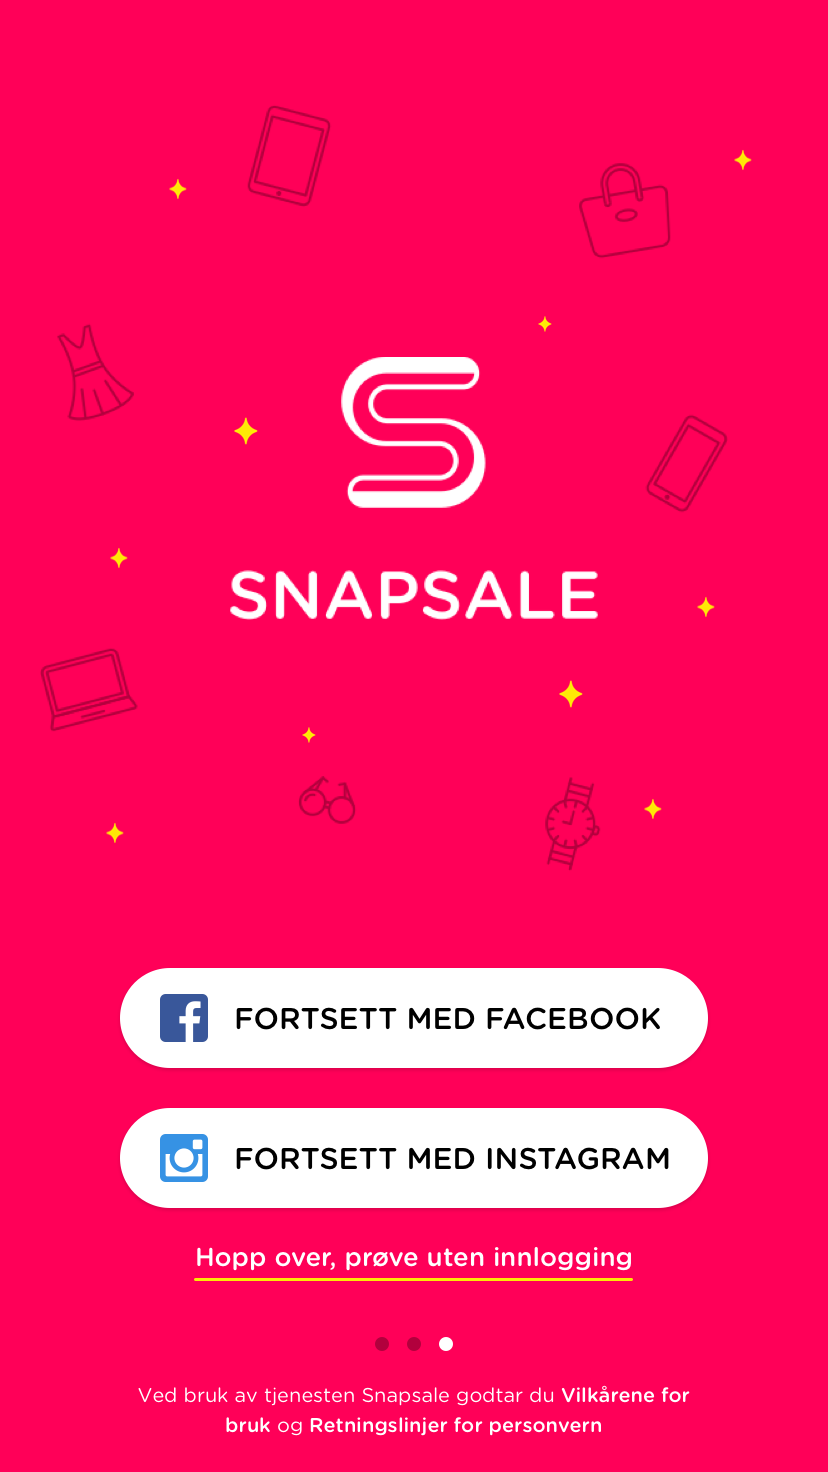 SNAPSALE
FORTSETT MED FACEBOOK
FORTSETT MED INSTAGRAM
Hopp over, prøve uten innlogging
Ved bruk av tjenesten Snapsale godtar du Vilkårene for
bruk og Retningslinjer for personvern